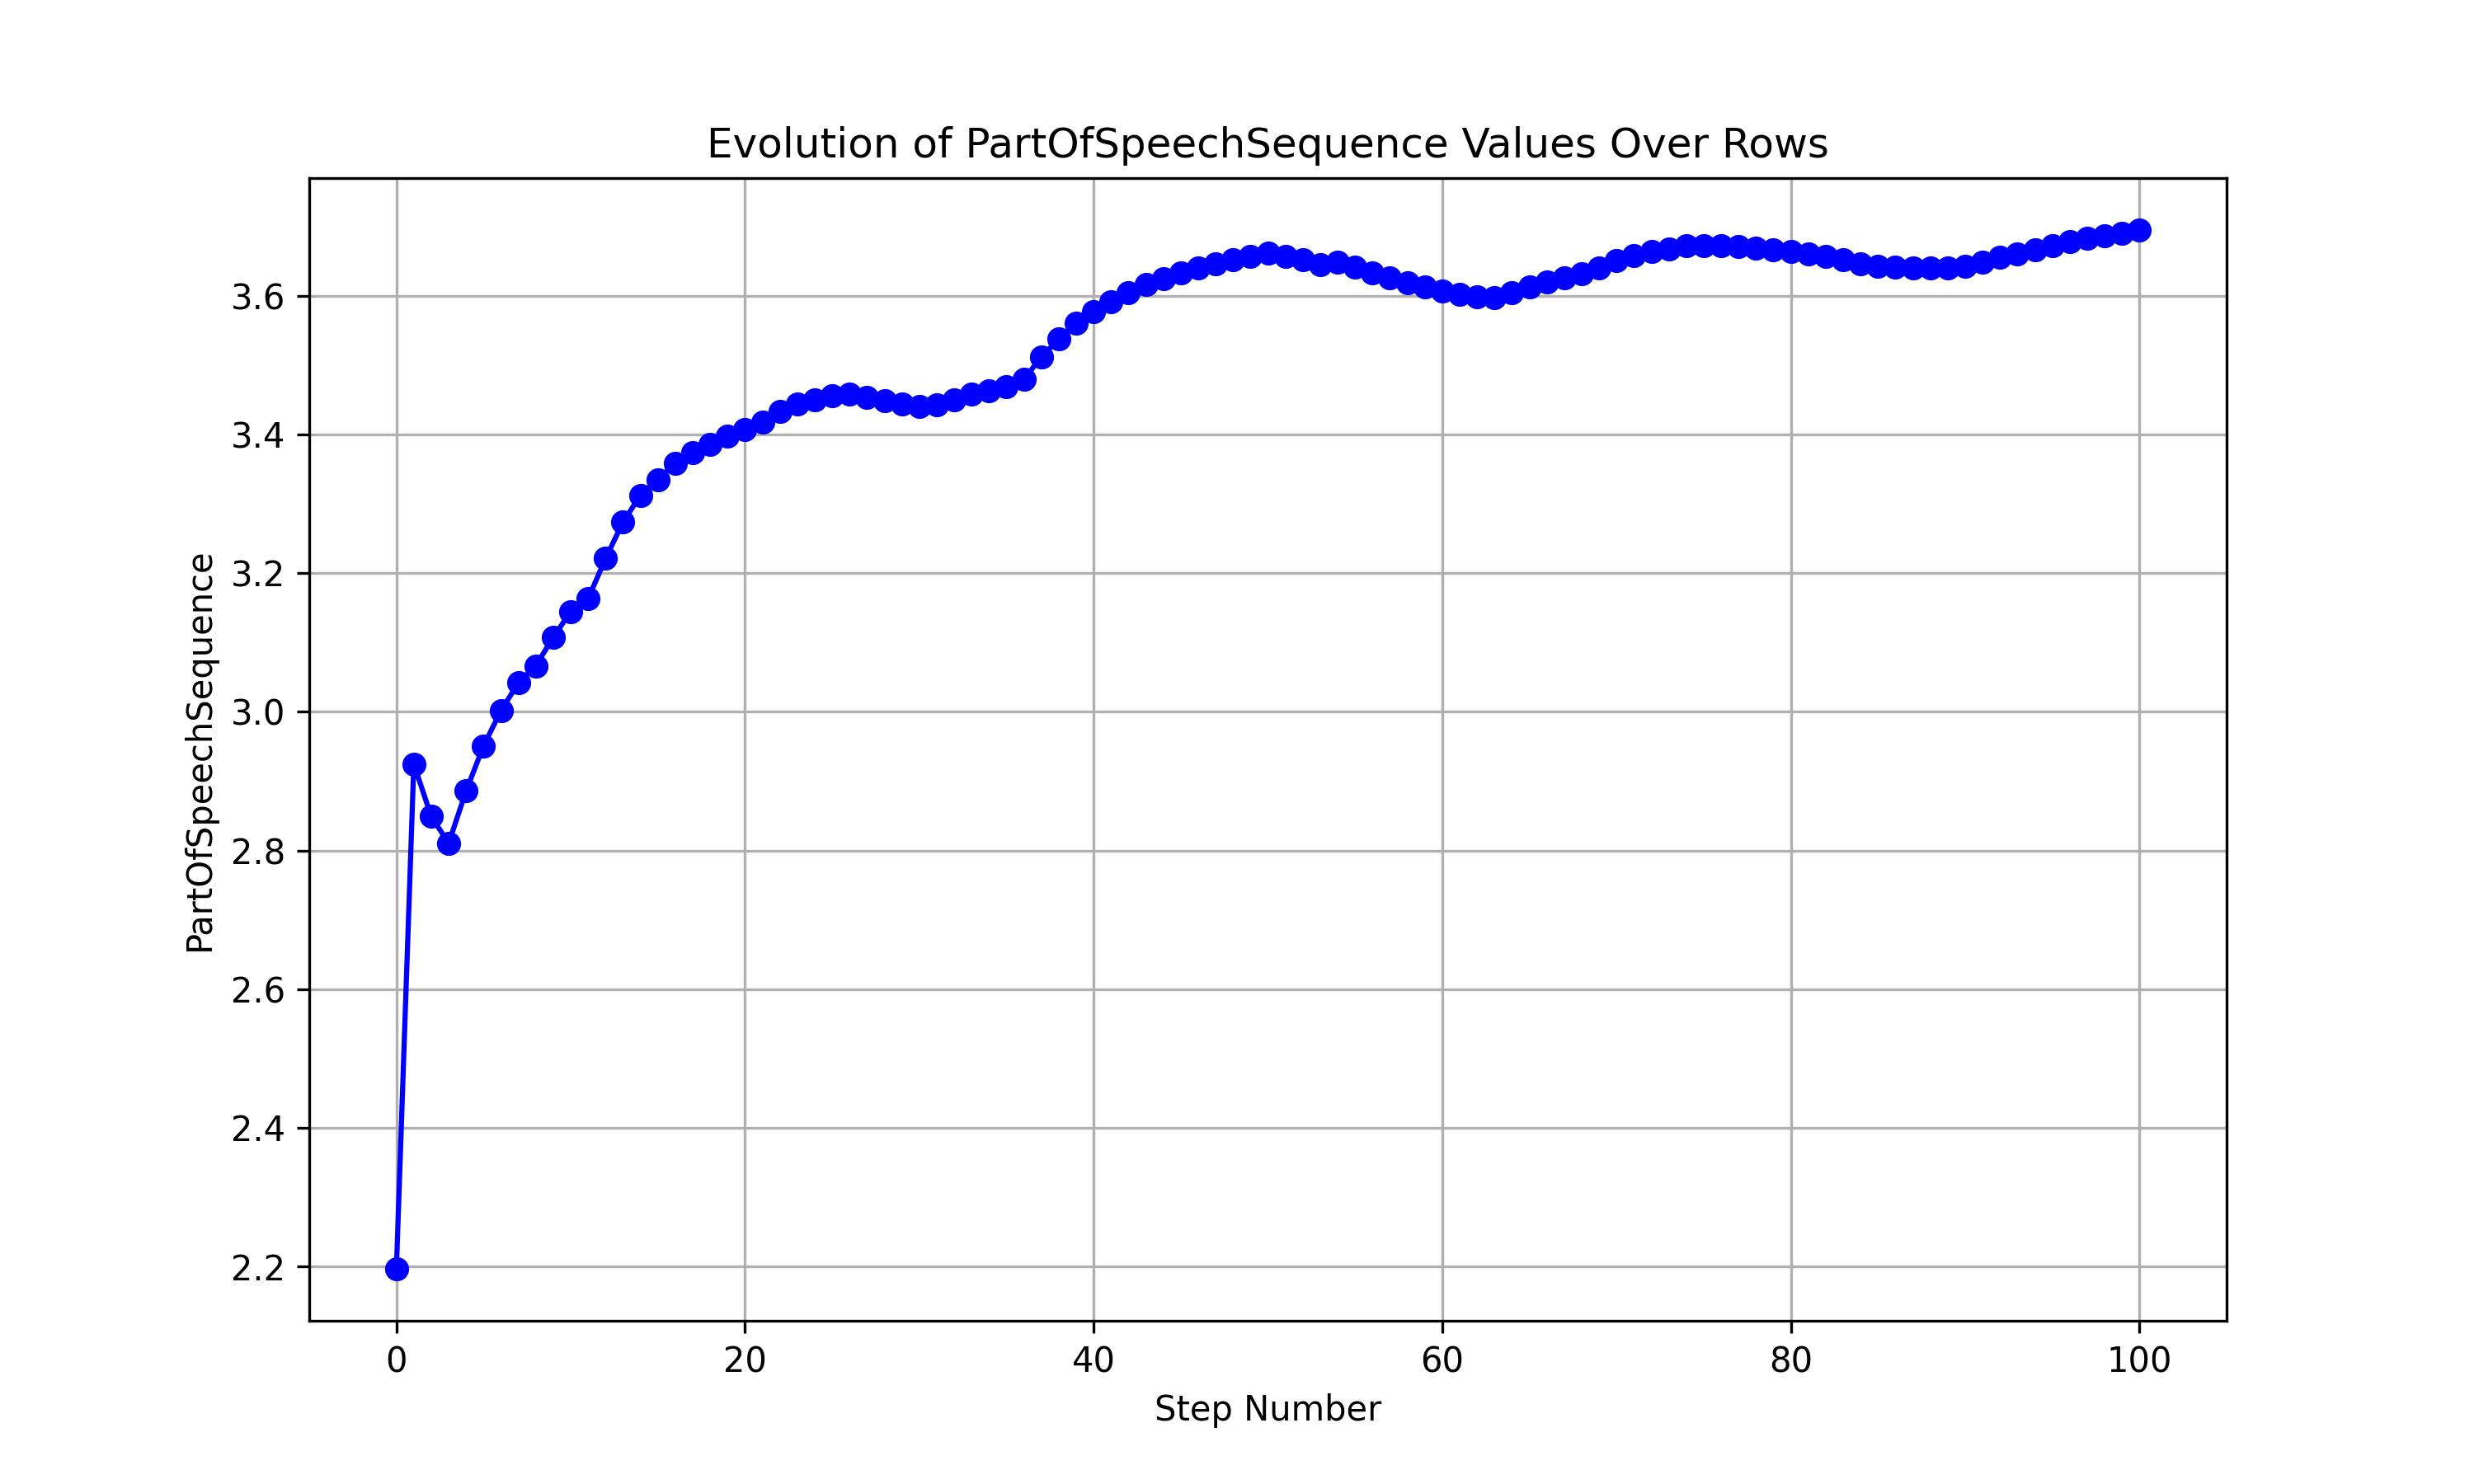 Evolution of PartOfSpeechSequence Values Over Rows
PartOfSpeechSequence
3.6
3.4
3.2
3.0
2.8
2.6
2.4
2.2
0 20 40 60 80 100
Step Number